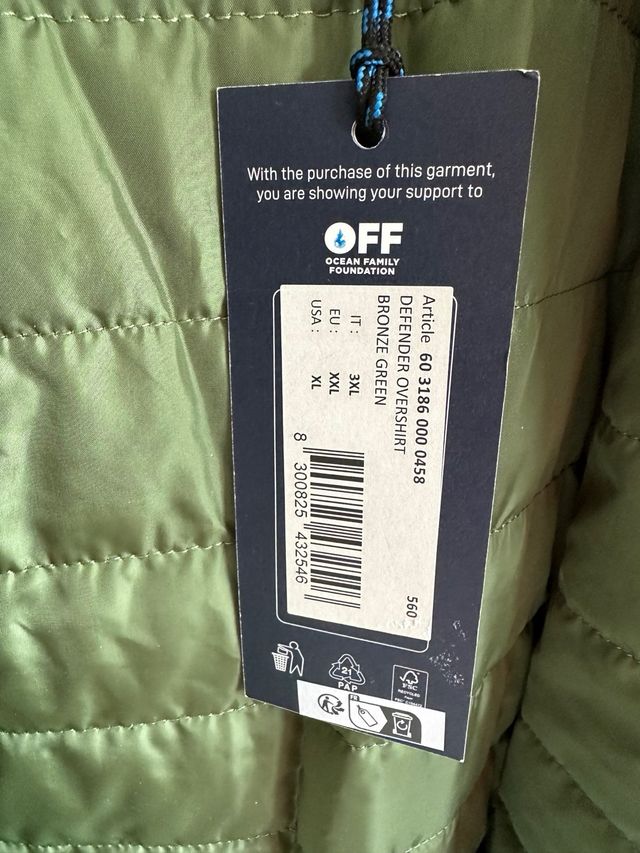 With the purchase of this garment,
you are showing your support to
OFF
OCEAN FAMILY
FOUNDATION
Article 60 3186 000 0458
DEFENDER OVERSHIRT
BRONZE GREEN
IT : 3XL
EU : XXL
USA : XL
8 300825 432546
560
21
PAP
FSC
RECYCLED
FR